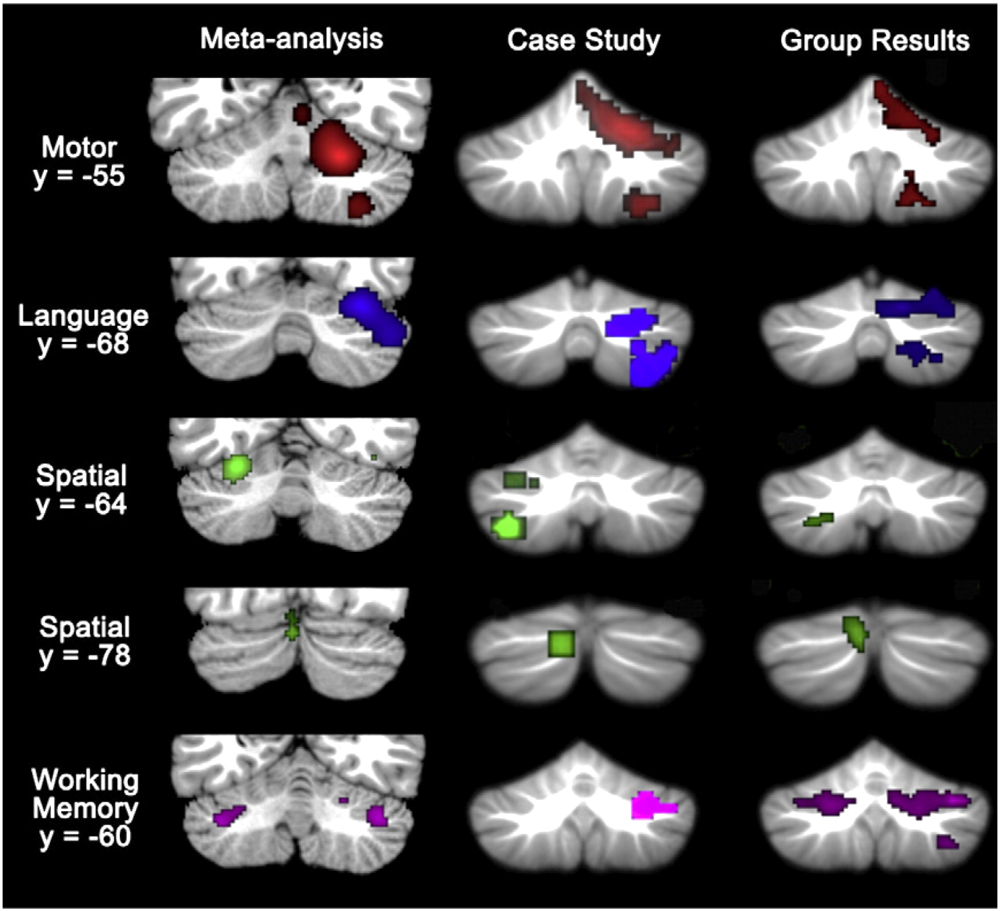 Meta-analysis
Case Study
Group Results
Motor
y = -55
Language
y = -68
Spatial
y = -64
Spatial
y = -78
Working
Memory
y = -60